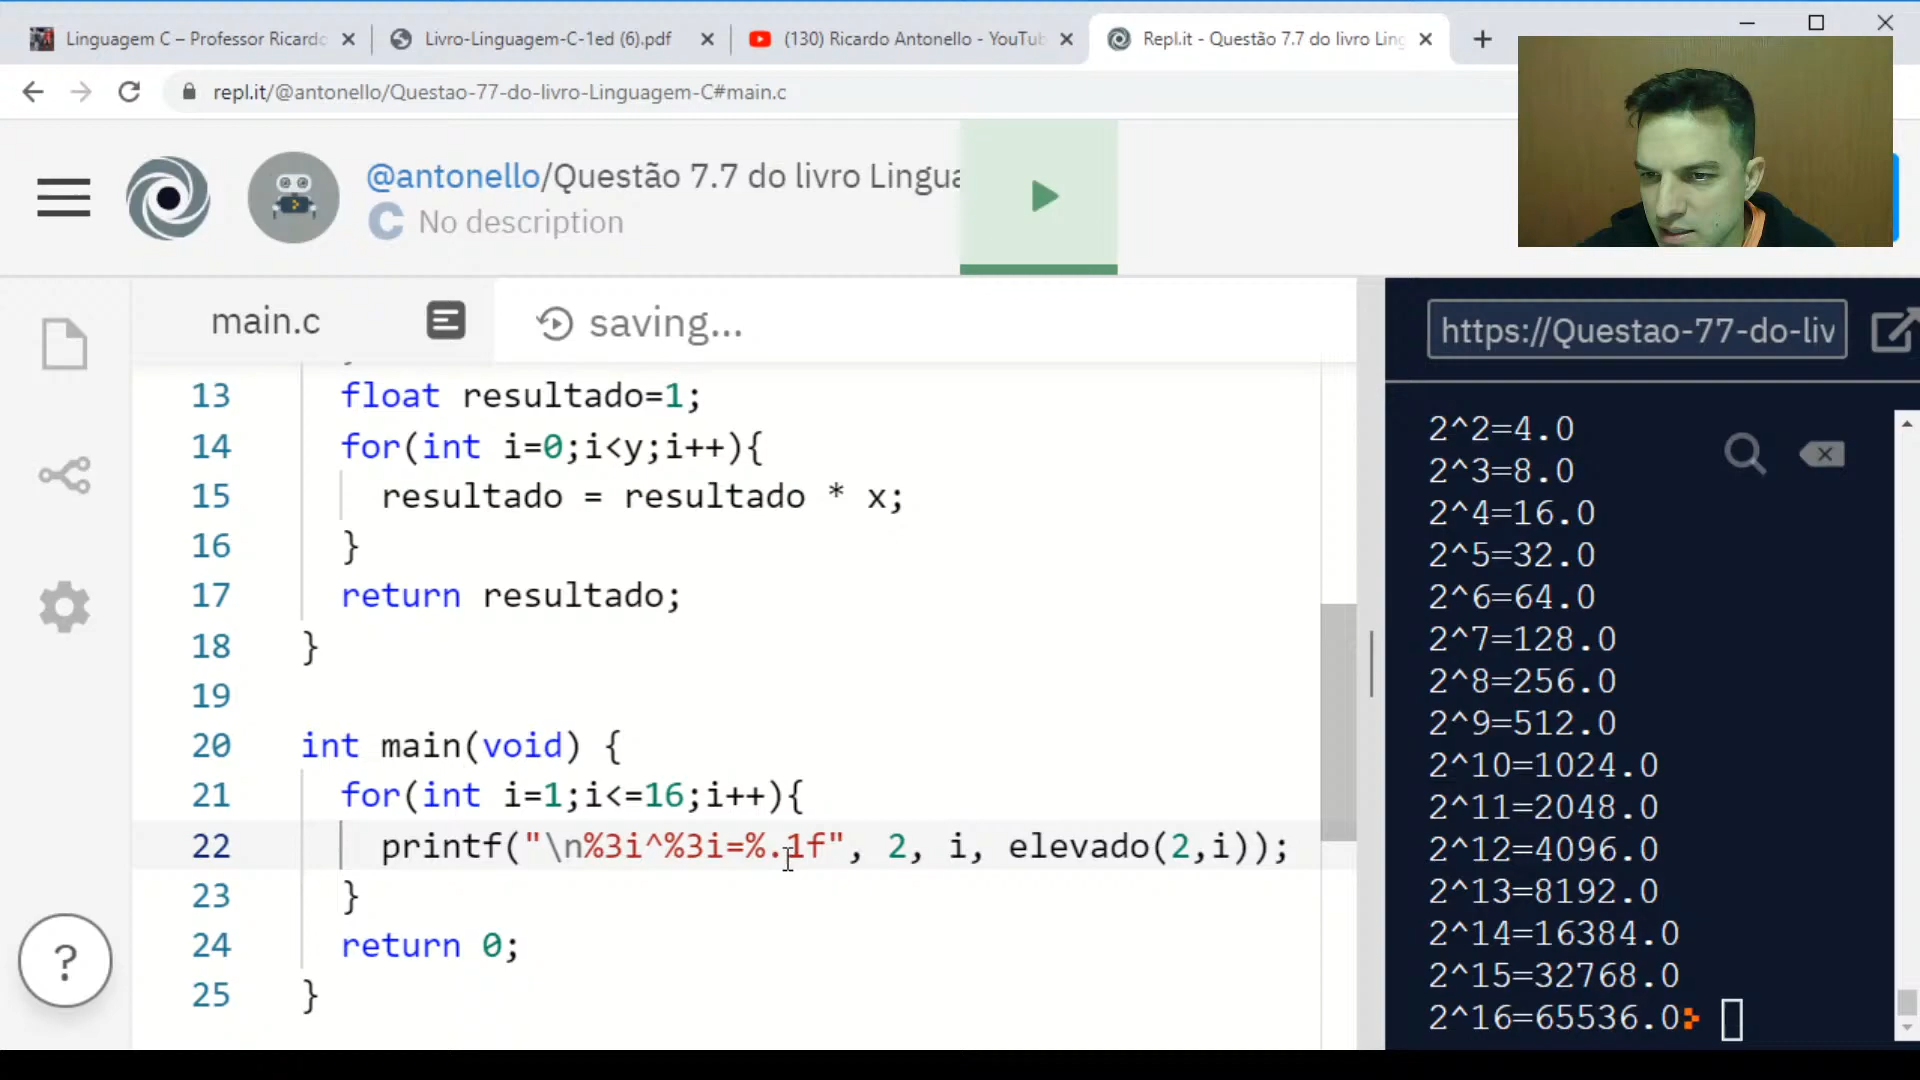 Linguagem C – Professor Ricardo
Livro-Linguagem-C-1ed (6).pdf
(130) Ricardo Antonello - YouTu
Repl.it - Questão 7.7 do livro Ling
repl.it/@antonello/Questao-77-do-livro-Linguagem-C#main.c
@antonello/Questão 7.7 do livro Lingua
C No description
main.c
saving...
https://Questao-77-do-liv
13 float resultado=1;
14 for(int i=0;i<y;i++){
15 resultado = resultado * x;
16 }
17 return resultado;
18 }
19
20 int main(void) {
21 for(int i=1;i<=16;i++){
22 printf("\n%3i^%3i=%.1f", 2, i, elevado(2,i));
23 }
24 return 0;
25 }
?
2^2=4.0
2^3=8.0
2^4=16.0
2^5=32.0
2^6=64.0
2^7=128.0
2^8=256.0
2^9=512.0
2^10=1024.0
2^11=2048.0
2^12=4096.0
2^13=8192.0
2^14=16384.0
2^15=32768.0
2^16=65536.0